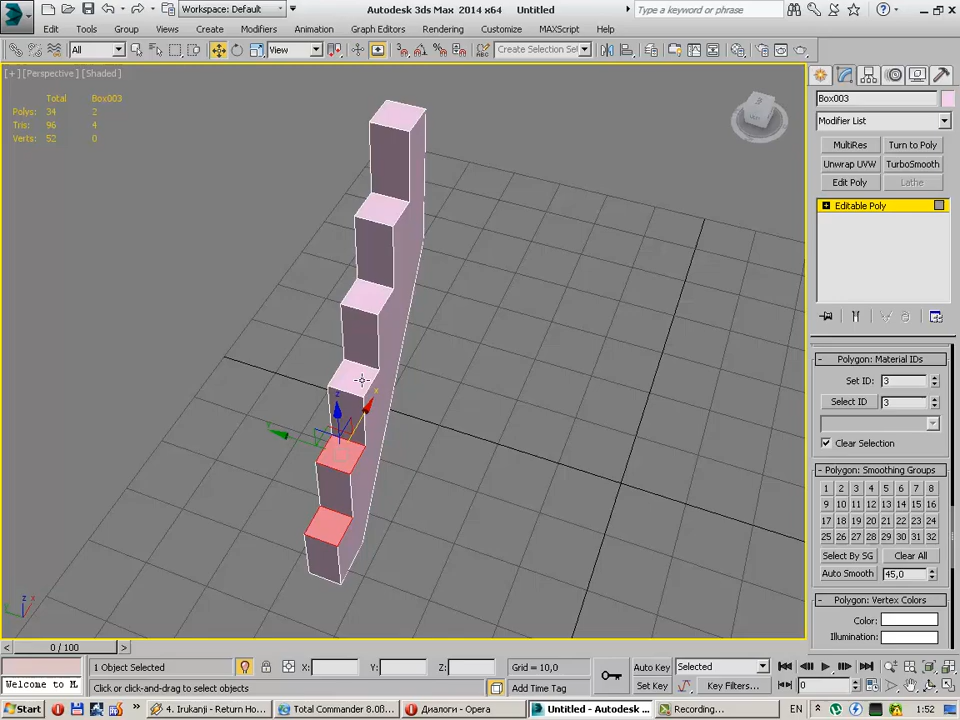 Workspace: Default
Autodesk 3ds Max 2014 x64 Untitled
Type a keyword or phrase
Edit Tools Group Views Create Modifiers Animation Graph Editors Rendering Customize MAXScript Help
All View Create Selection Se
[+] [Perspective] [Shaded]
Total Box003
Polys: 34 2
Tris: 96 4
Verts: 52 0
Box003
Modifier List
MultiRes Turn to Poly
Unwrap UVW TurboSmooth
Edit Poly Lathe
Editable Poly
Polygon: Material IDs
Set ID: 3
Select ID 3
Clear Selection
Polygon: Smoothing Groups
1 2 3 4 5 6 7 8
9 10 11 12 13 14 15 16
17 18 19 20 21 22 23 24
25 26 27 28 29 30 31 32
Select By SG Clear All
Auto Smooth 45,0
Polygon: Vertex Colors
Color:
Illumination:
z x y
0 / 100
1 Object Selected X: Y: Z: Grid = 10,0 Auto Key Selected
Welcome to M Click or click-and-drag to select objects Add Time Tag Set Key Key Filters... 0
Start 4. Irukanji - Return Ho... Total Commander 8.0β... Диалоги - Opera Untitled - Autodesk ... Recording... EN 1:52